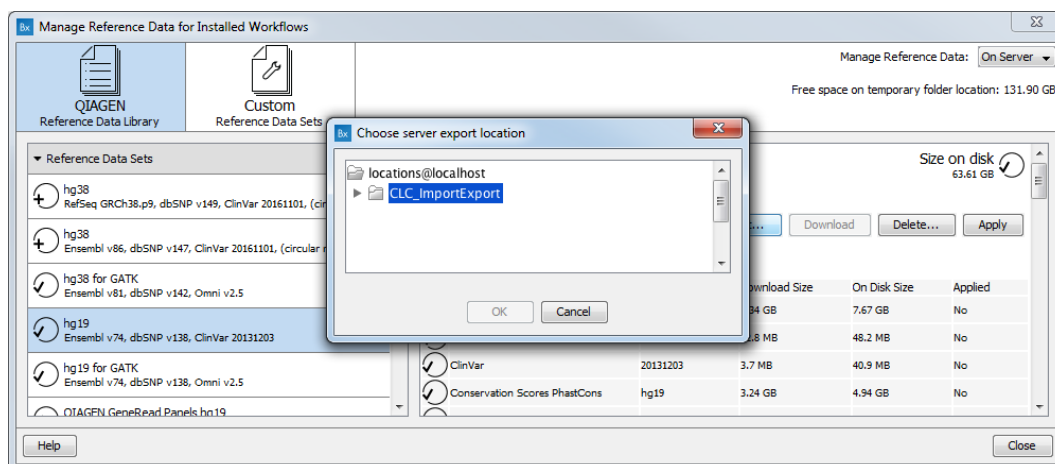 Manage Reference Data for Installed Workflows
QIAGEN
Reference Data Library
Custom
Reference Data Sets
Manage Reference Data: On Server
Free space on temporary folder location: 131.90 GB
Reference Data Sets
hg38
RefSeq GRCh38.p9, dbSNP v149, ClinVar 20161101,
hg38
Ensembl v86, dbSNP v147, ClinVar 20161101, (circular
hg38 for GATK
Ensembl v81, dbSNP v142, Omni v2.5
hg19
Ensembl v74, dbSNP v138, ClinVar 20131203
hg19 for GATK
Ensembl v74, dbSNP v138, Omni v2.5
QIAGEN GeneRead Panels hg19
Choose server export location
locations@localhost
CLC_ImportExport
OK Cancel
Size on disk
63.61 GB
... Download Delete... Apply
Size On Disk Size Applied
GB 7.67 GB No
MB 48.2 MB No
ClinVar 20131203 3.7 MB 40.9 MB No
Conservation Scores PhastCons hg19 3.24 GB 4.94 GB No
Help Close